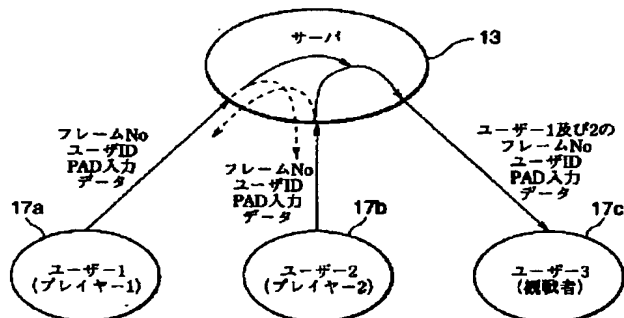 サーバ
13
フレームNo
ユーザID
PAD入力
データ
フレームNo
ユーザID
PAD入力
データ
ユーザー1及び2の
フレームNo
ユーザID
PAD入力
データ
17a
17b
17c
ユーザー1
(プレイヤー1)
ユーザー2
(プレイヤー2)
ユーザー3
(観戦者)